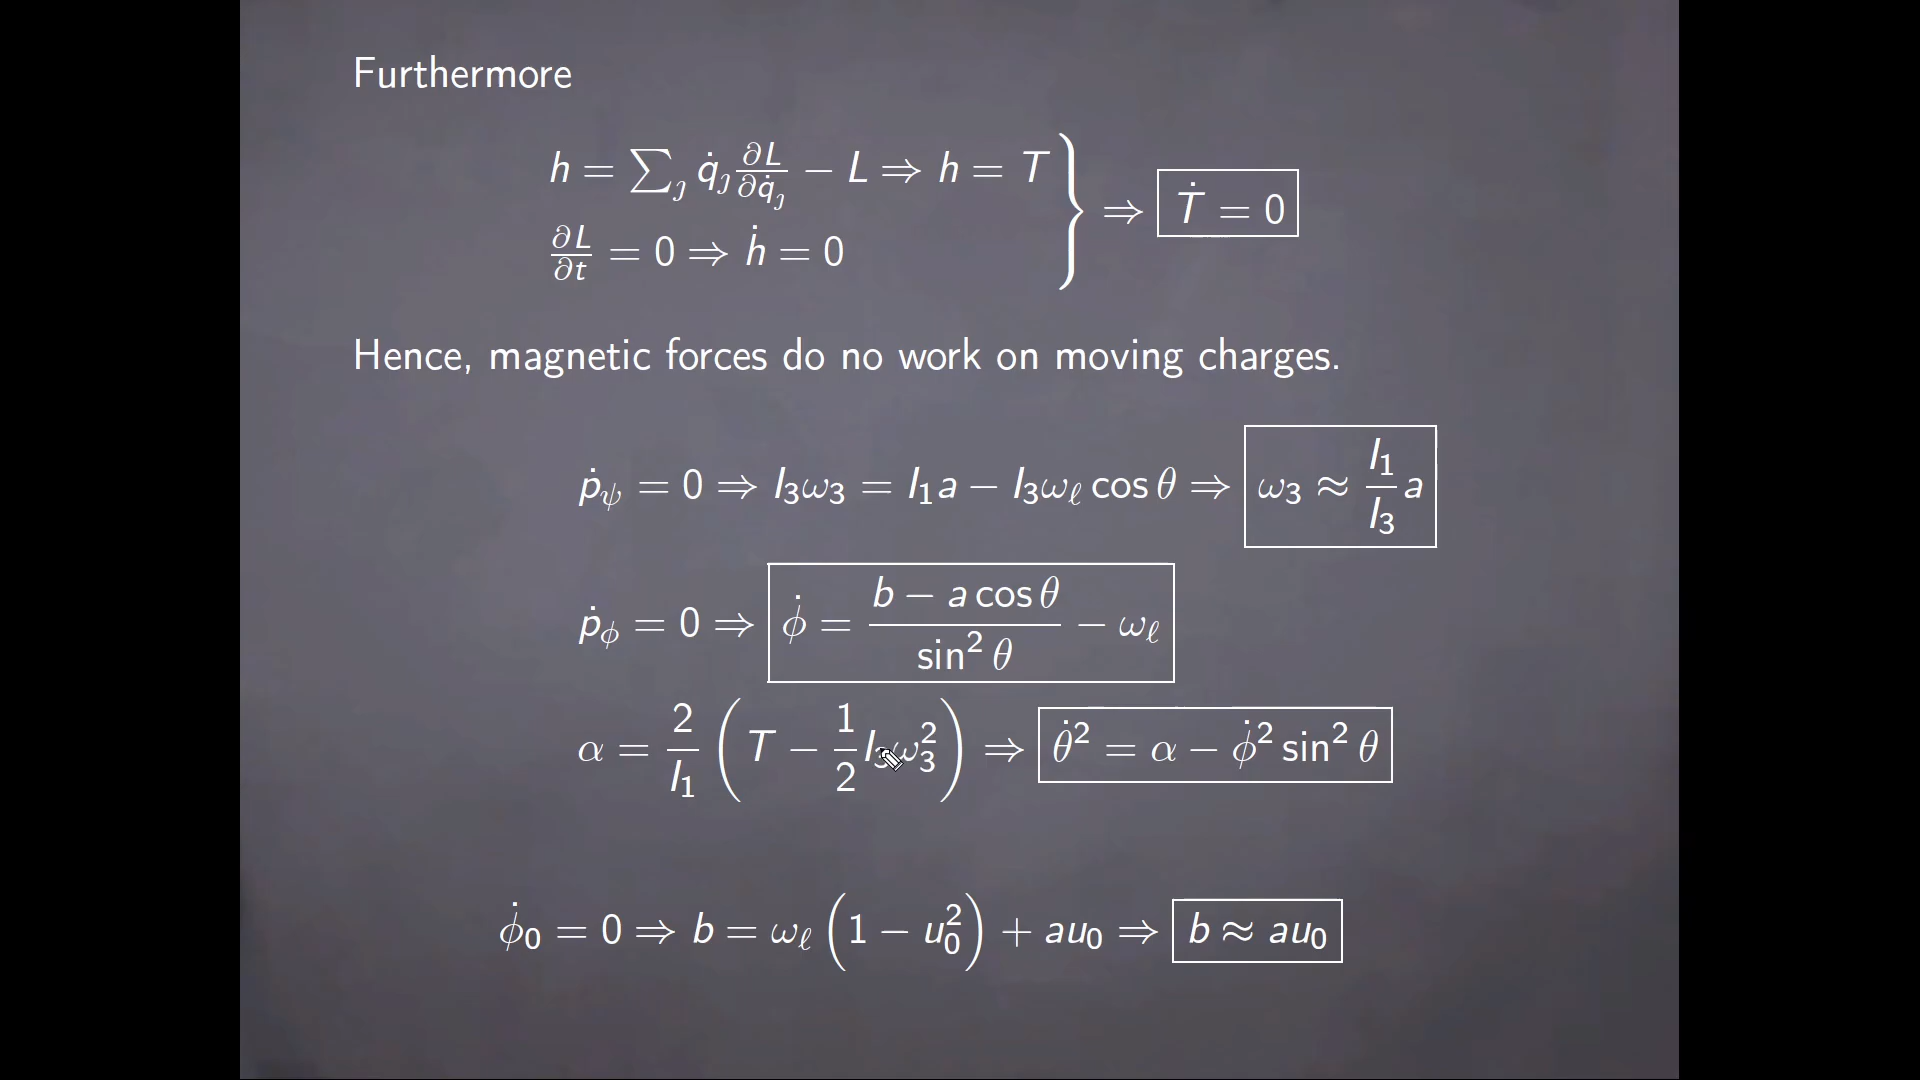 Furthermore
h = ∑ⱼ q̇ⱼ ∂L/∂q̇ⱼ − L ⇒ h = T
∂L/∂t = 0 ⇒ ḣ = 0
} ⇒ Ṫ = 0
Hence, magnetic forces do no work on moving charges.
ṗ_ψ = 0 ⇒ I₃ω₃ = I₁a − I₃ω_ℓ cos θ ⇒ ω₃ ≈ I₁/I₃ a
ṗ_ϕ = 0 ⇒ ϕ̇ = (b − a cos θ)/(sin² θ) − ω_ℓ
α = 2/I₁ (T − 1/2 I₃ω₃²) ⇒ θ̇² = α − ϕ̇² sin² θ
ϕ̇₀ = 0 ⇒ b = ω_ℓ (1 − u₀²) + au₀ ⇒ b ≈ au₀